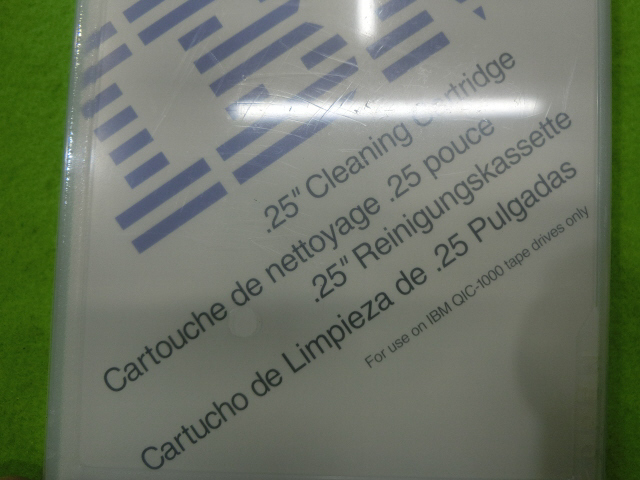 IBM
.25" Cleaning Cartridge
Cartouche de nettoyage .25 pouce
.25" Reinigungskassette
Cartucho de Limpieza de .25 Pulgadas
For use on IBM QIC-1000 tape drives only